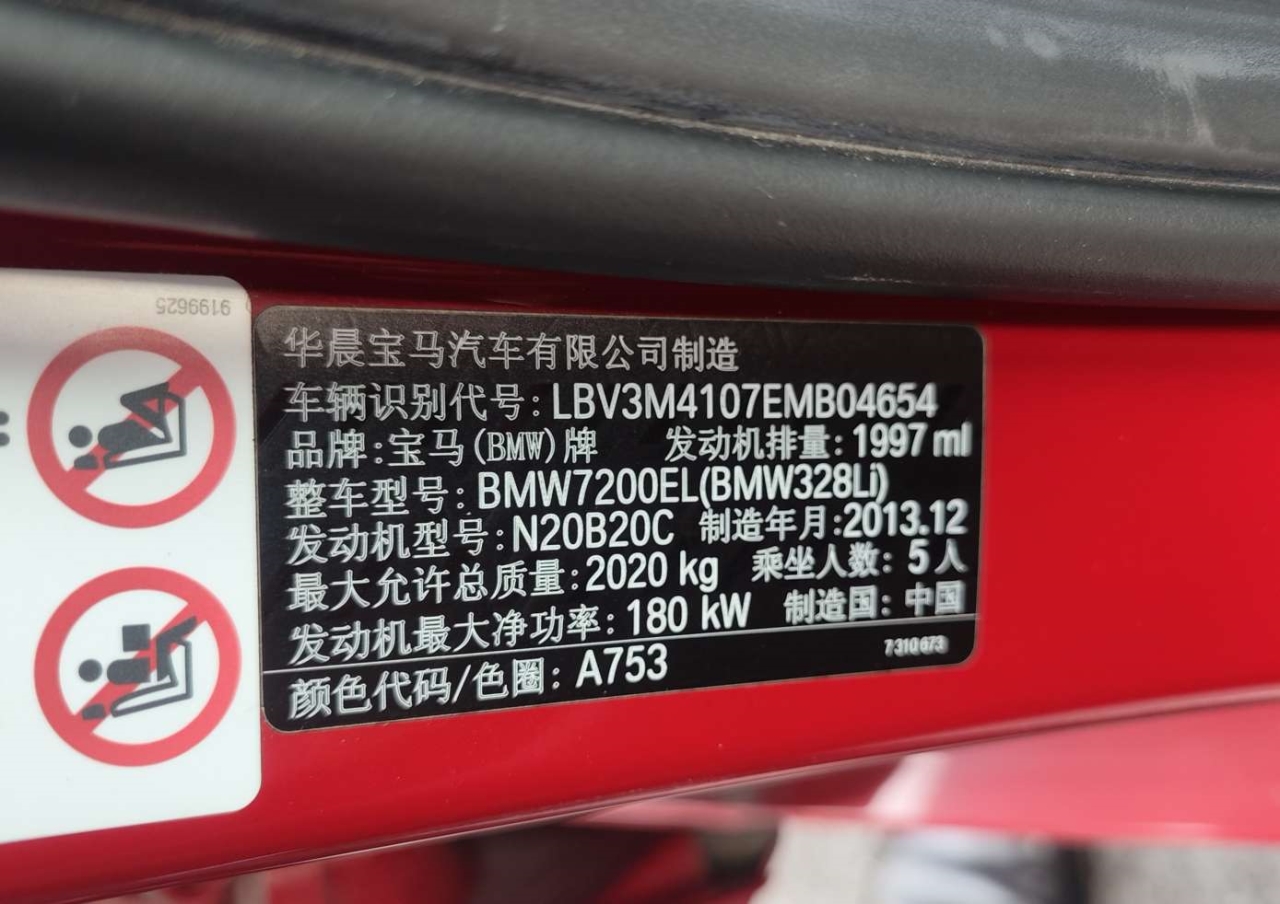 9199625
华晨宝马汽车有限公司制造
车辆识别代号: LBV3M4107EMB04654
品牌:宝马(BMW)牌 发动机排量: 1997 ml
整车型号: BMW7200EL(BMW328Li)
发动机型号: N20B20C 制造年月:2013.12
最大允许总质量: 2020 kg 乘坐人数: 5人
发动机最大净功率: 180 kW 制造国: 中国
颜色代码/色圈: A753
7310673